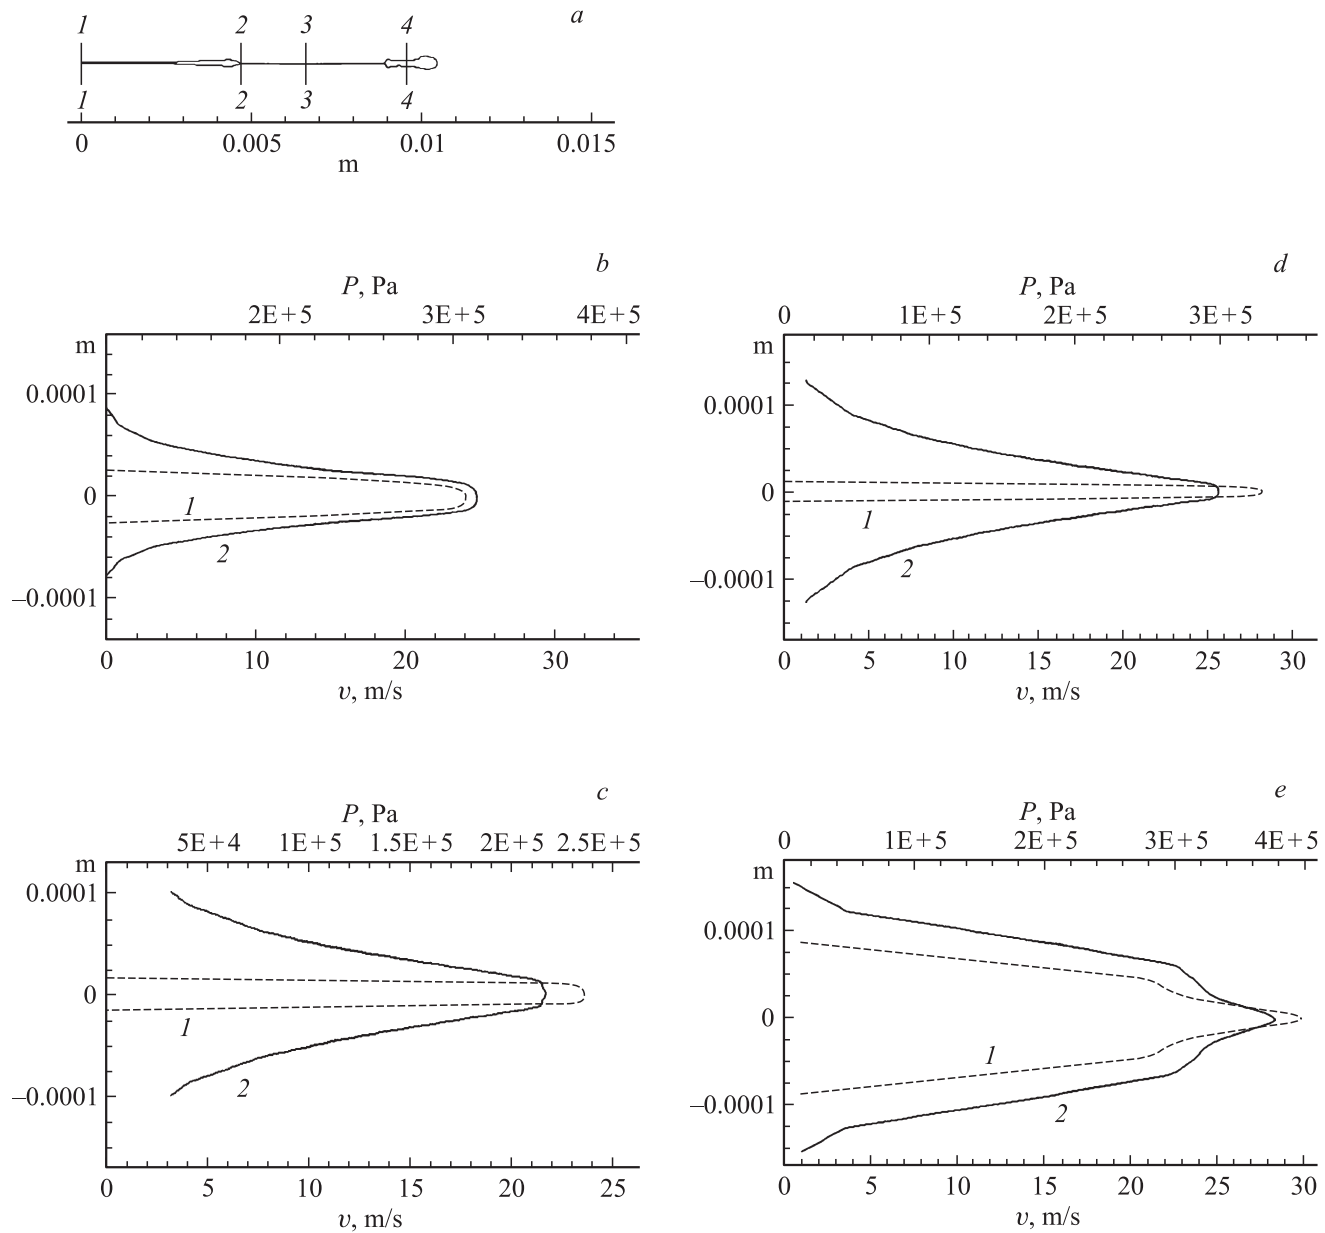 a
1 2 3 4
1 2 3 4
0 0.005 0.01 0.015
m
b
P, Pa
2E+5 3E+5 4E+5
m
0.0001
0
–0.0001
1
2
0 10 20 30
υ, m/s
d
P, Pa
0 1E+5 2E+5 3E+5
m
0.0001
0
–0.0001
1
2
0 5 10 15 20 25 30
υ, m/s
c
P, Pa
5E+4 1E+5 1.5E+5 2E+5 2.5E+5
m
0.0001
0
–0.0001
1
2
0 5 10 15 20 25
υ, m/s
e
P, Pa
0 1E+5 2E+5 3E+5 4E+5
m
0.0001
0
–0.0001
1
2
0 5 10 15 20 25 30
υ, m/s